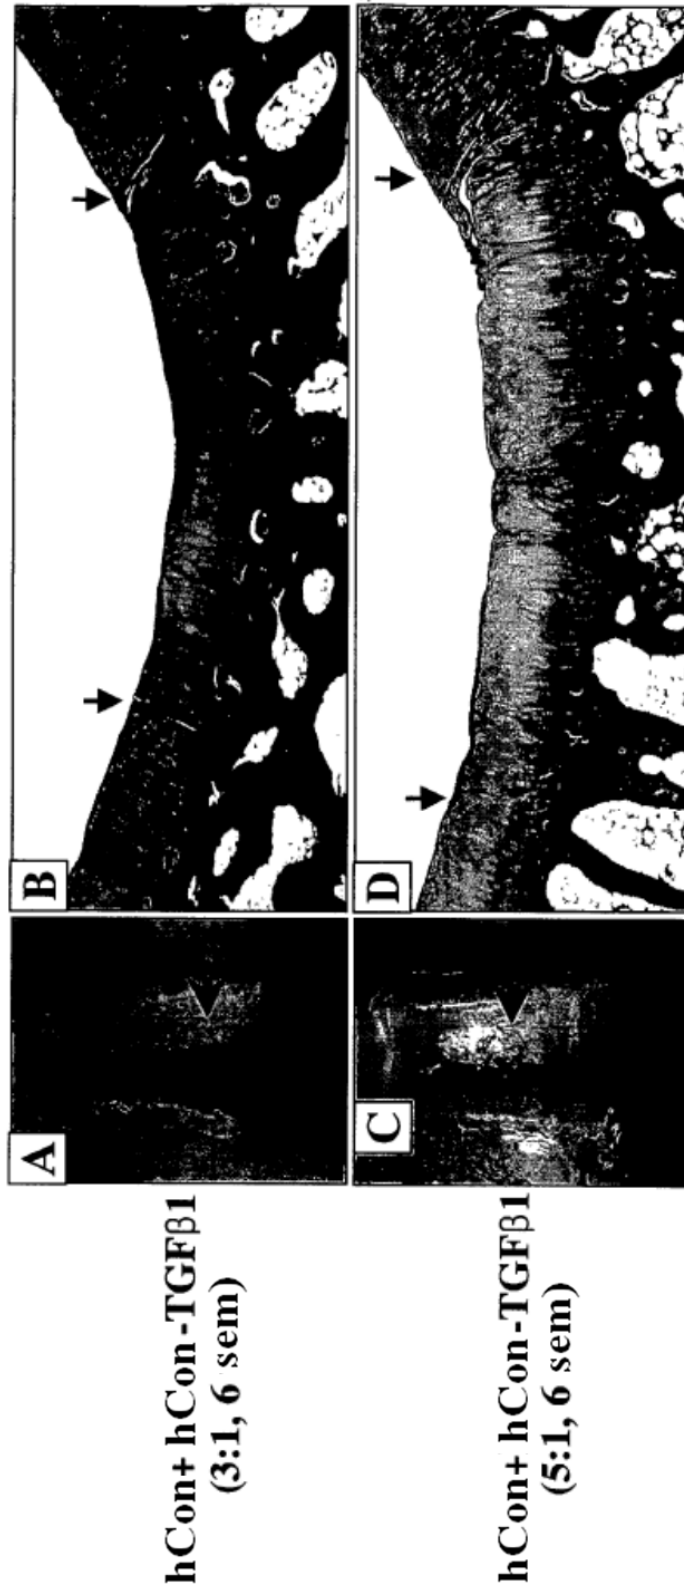 hCon+ hCon-TGFβ1
(3:1, 6 sem)
A
B
hCon+ hCon-TGFβ1
(5:1, 6 sem)
C
D